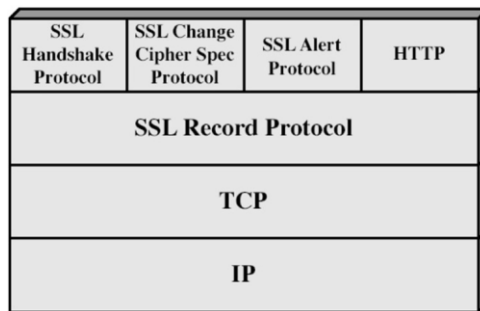 SSL
Handshake
Protocol
SSL Change
Cipher Spec
Protocol
SSL Alert
Protocol
HTTP
SSL Record Protocol
TCP
IP